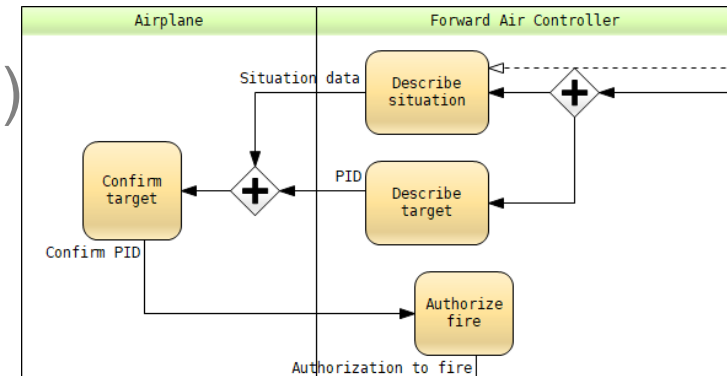 Airplane
Forward Air Controller
)
Situation data
Describe
situation
Confirm
target
PID
Describe
target
Confirm PID
Authorize
fire
Authorization to fire